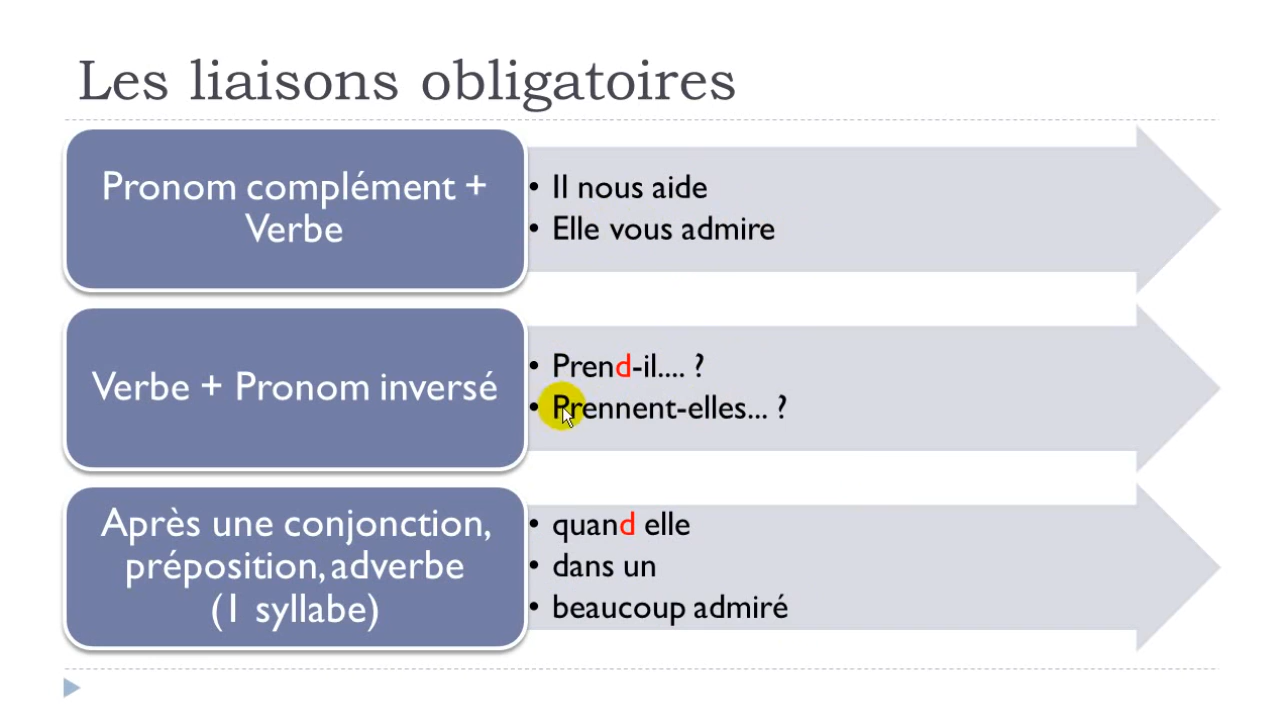 Les liaisons obligatoires
Pronom complément +
Verbe
• Il nous aide
• Elle vous admire
Verbe + Pronom inversé
• Prend-il.... ?
• Prennent-elles... ?
Après une conjonction,
préposition, adverbe
(1 syllabe)
• quand elle
• dans un
• beaucoup admiré